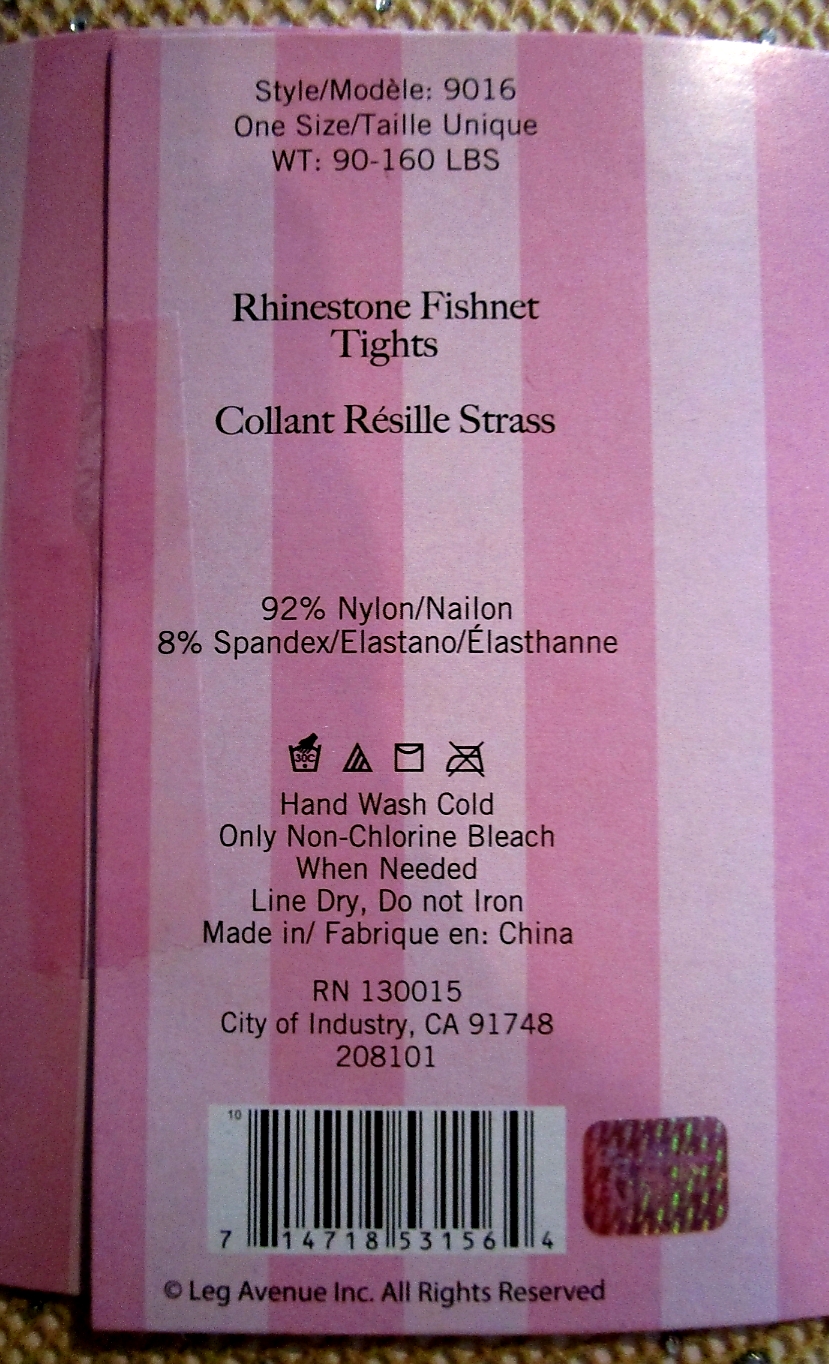 Style/Modèle: 9016
One Size/Taille Unique
WT: 90-160 LBS
Rhinestone Fishnet
Tights
Collant Résille Strass
92% Nylon/Nailon
8% Spandex/Elastano/Élasthanne
30C
Hand Wash Cold
Only Non-Chlorine Bleach
When Needed
Line Dry, Do not Iron
Made in/ Fabrique en: China
RN 130015
City of Industry, CA 91748
208101
10
7 14718 53156 4
© Leg Avenue Inc. All Rights Reserved